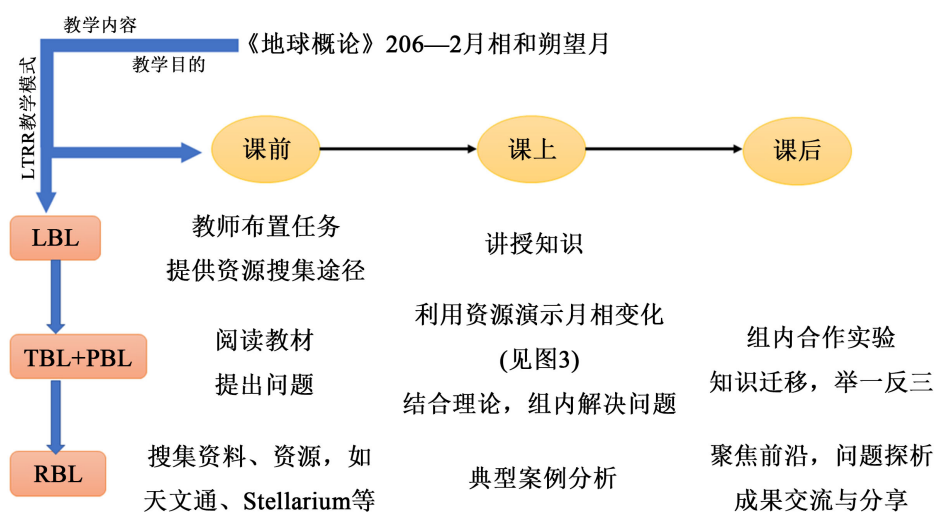 教学内容
《地球概论》206—2月相和朔望月
教学目的
LTRR教学模式
课前
课上
课后
LBL
教师布置任务
提供资源搜集途径
讲授知识
TBL+PBL
阅读教材
提出问题
利用资源演示月相变化
(见图3)
结合理论，组内解决问题
组内合作实验
知识迁移，举一反三
RBL
搜集资料、资源，如
天文通、Stellarium等
典型案例分析
聚焦前沿，问题探析
成果交流与分享